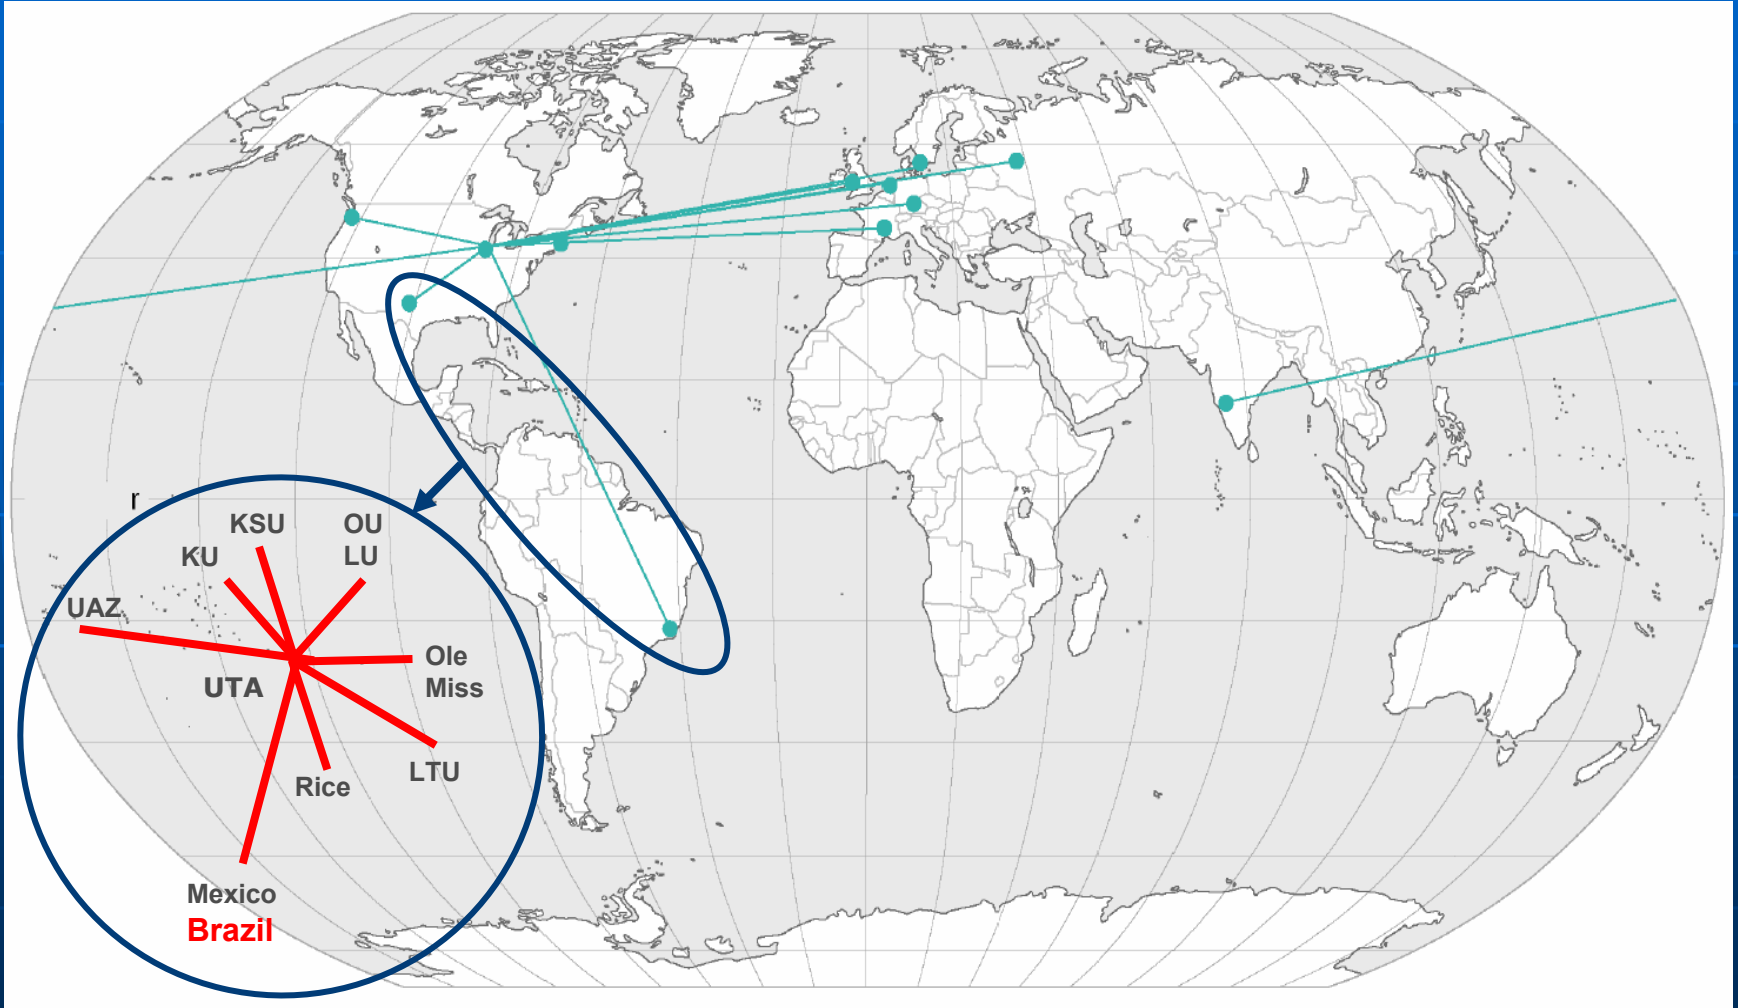 r
KSU
OU
KU
LU
UAZ
Ole
Miss
UTA
LTU
Rice
Mexico
Brazil